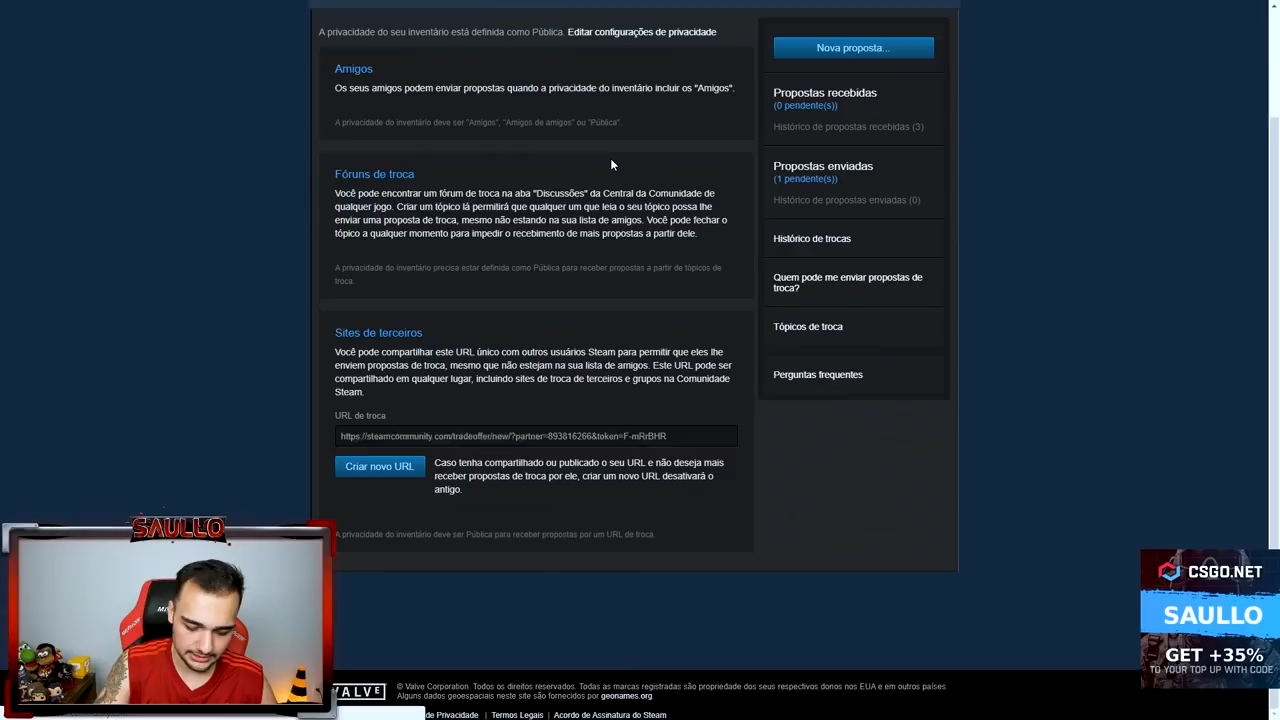 A privacidade do seu inventário está definida como Pública. Editar configurações de privacidade
Amigos
Os seus amigos podem enviar propostas quando a privacidade do inventário incluir os "Amigos".
A privacidade do inventário deve ser "Amigos", "Amigos de amigos" ou "Pública".
Fóruns de troca
Você pode encontrar um fórum de troca na aba "Discussões" da Central da Comunidade de
qualquer jogo. Criar um tópico lá permitirá que qualquer um que leia o seu tópico possa lhe
enviar uma proposta de troca, mesmo não estando na sua lista de amigos. Você pode fechar o
tópico a qualquer momento para impedir o recebimento de mais propostas a partir dele.
A privacidade do inventário precisa estar definida como Pública para receber propostas a partir de tópicos de
troca.
Sites de terceiros
Você pode compartilhar este URL único com outros usuários Steam para permitir que eles lhe
enviem propostas de troca, mesmo que não estejam na sua lista de amigos. Este URL pode ser
compartilhado em qualquer lugar, incluindo sites de troca de terceiros e grupos na Comunidade
Steam.
URL de troca
https://steamcommunity.com/tradeoffer/new/?partner=893816266&token=F-mRrBHR
Criar novo URL
Caso tenha compartilhado ou publicado o seu URL e não deseja mais
receber propostas de troca por ele, criar um novo URL desativará o
antigo.
A privacidade do inventário deve ser Pública para receber propostas por um URL de troca.
Nova proposta...
Propostas recebidas
(0 pendente(s))
Histórico de propostas recebidas (3)
Propostas enviadas
(1 pendente(s))
Histórico de propostas enviadas (0)
Histórico de trocas
Quem pode me enviar propostas de
troca?
Tópicos de troca
Perguntas frequentes
SAULLO
CSGO.NET
SAULLO
GET +35%
TO YOUR TOP UP WITH CODE
VALVE
© Valve Corporation. Todos os direitos reservados. Todas as marcas registradas são propriedade dos seus respectivos donos nos EUA e em outros países.
Alguns dados geoespaciais neste site são fornecidos por geonames.org.
de Privacidade | Termos Legais | Acordo de Assinatura do Steam